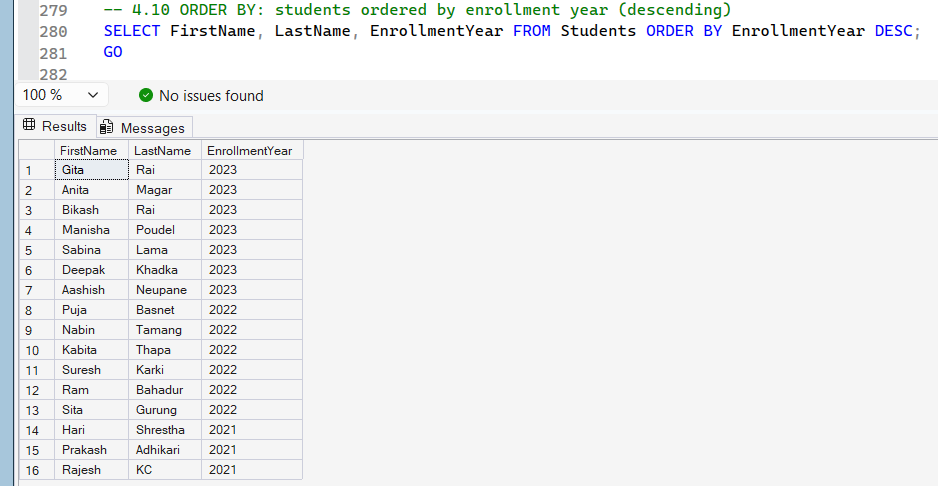 279 -- 4.10 ORDER BY: students ordered by enrollment year (descending)
280 SELECT FirstName, LastName, EnrollmentYear FROM Students ORDER BY EnrollmentYear DESC;
281 GO
282
100 % No issues found
Results Messages
FirstName LastName EnrollmentYear
1 Gita Rai 2023
2 Anita Magar 2023
3 Bikash Rai 2023
4 Manisha Poudel 2023
5 Sabina Lama 2023
6 Deepak Khadka 2023
7 Aashish Neupane 2023
8 Puja Basnet 2022
9 Nabin Tamang 2022
10 Kabita Thapa 2022
11 Suresh Karki 2022
12 Ram Bahadur 2022
13 Sita Gurung 2022
14 Hari Shrestha 2021
15 Prakash Adhikari 2021
16 Rajesh KC 2021